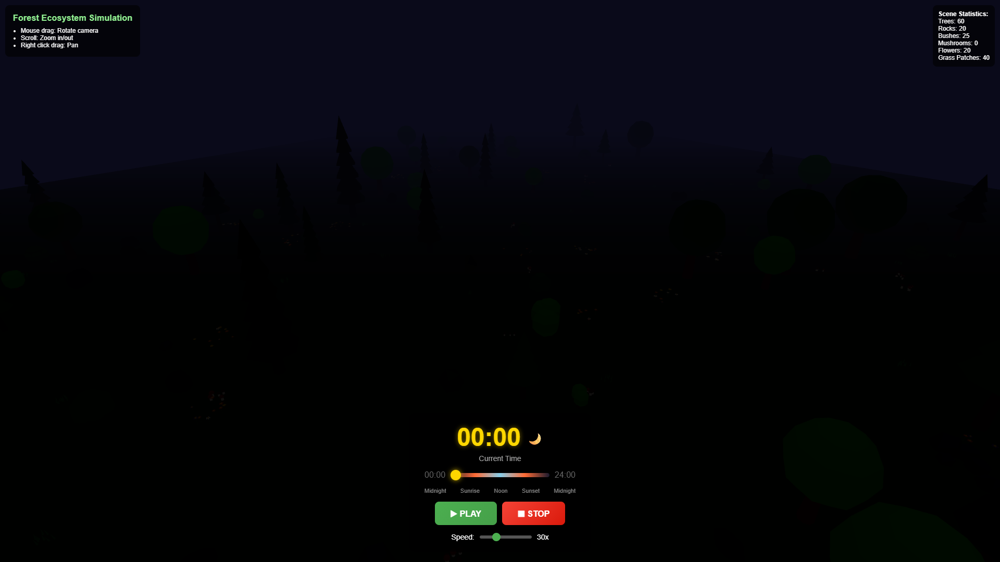 Forest Ecosystem Simulation
Mouse drag: Rotate camera
Scroll: Zoom in/out
Right click drag: Pan
Scene Statistics:
Trees: 60
Rocks: 20
Bushes: 25
Mushrooms: 0
Flowers: 20
Grass Patches: 40
00:00
Current Time
00:00 24:00
Midnight Sunrise Noon Sunset Midnight
PLAY STOP
Speed: 30x